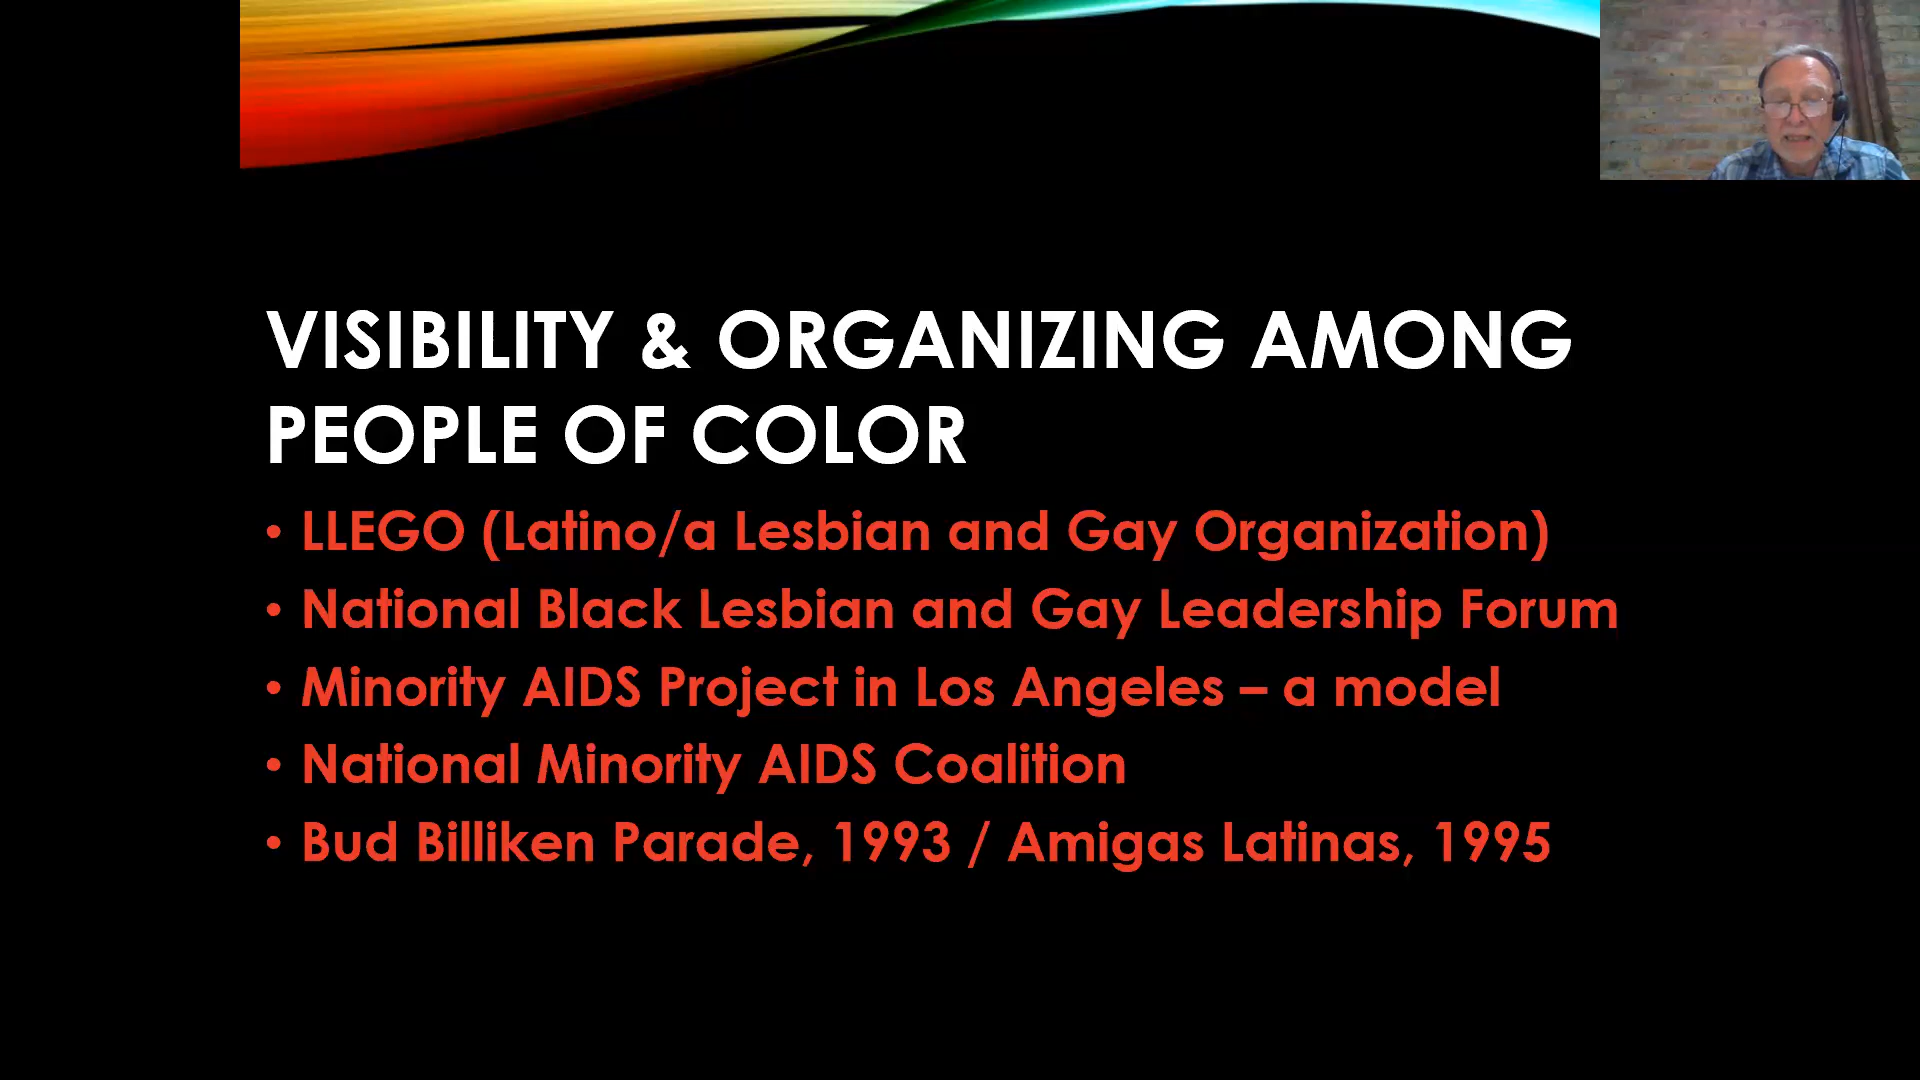 VISIBILITY & ORGANIZING AMONG
PEOPLE OF COLOR
• LLEGO (Latino/a Lesbian and Gay Organization)
• National Black Lesbian and Gay Leadership Forum
• Minority AIDS Project in Los Angeles – a model
• National Minority AIDS Coalition
• Bud Billiken Parade, 1993 / Amigas Latinas, 1995